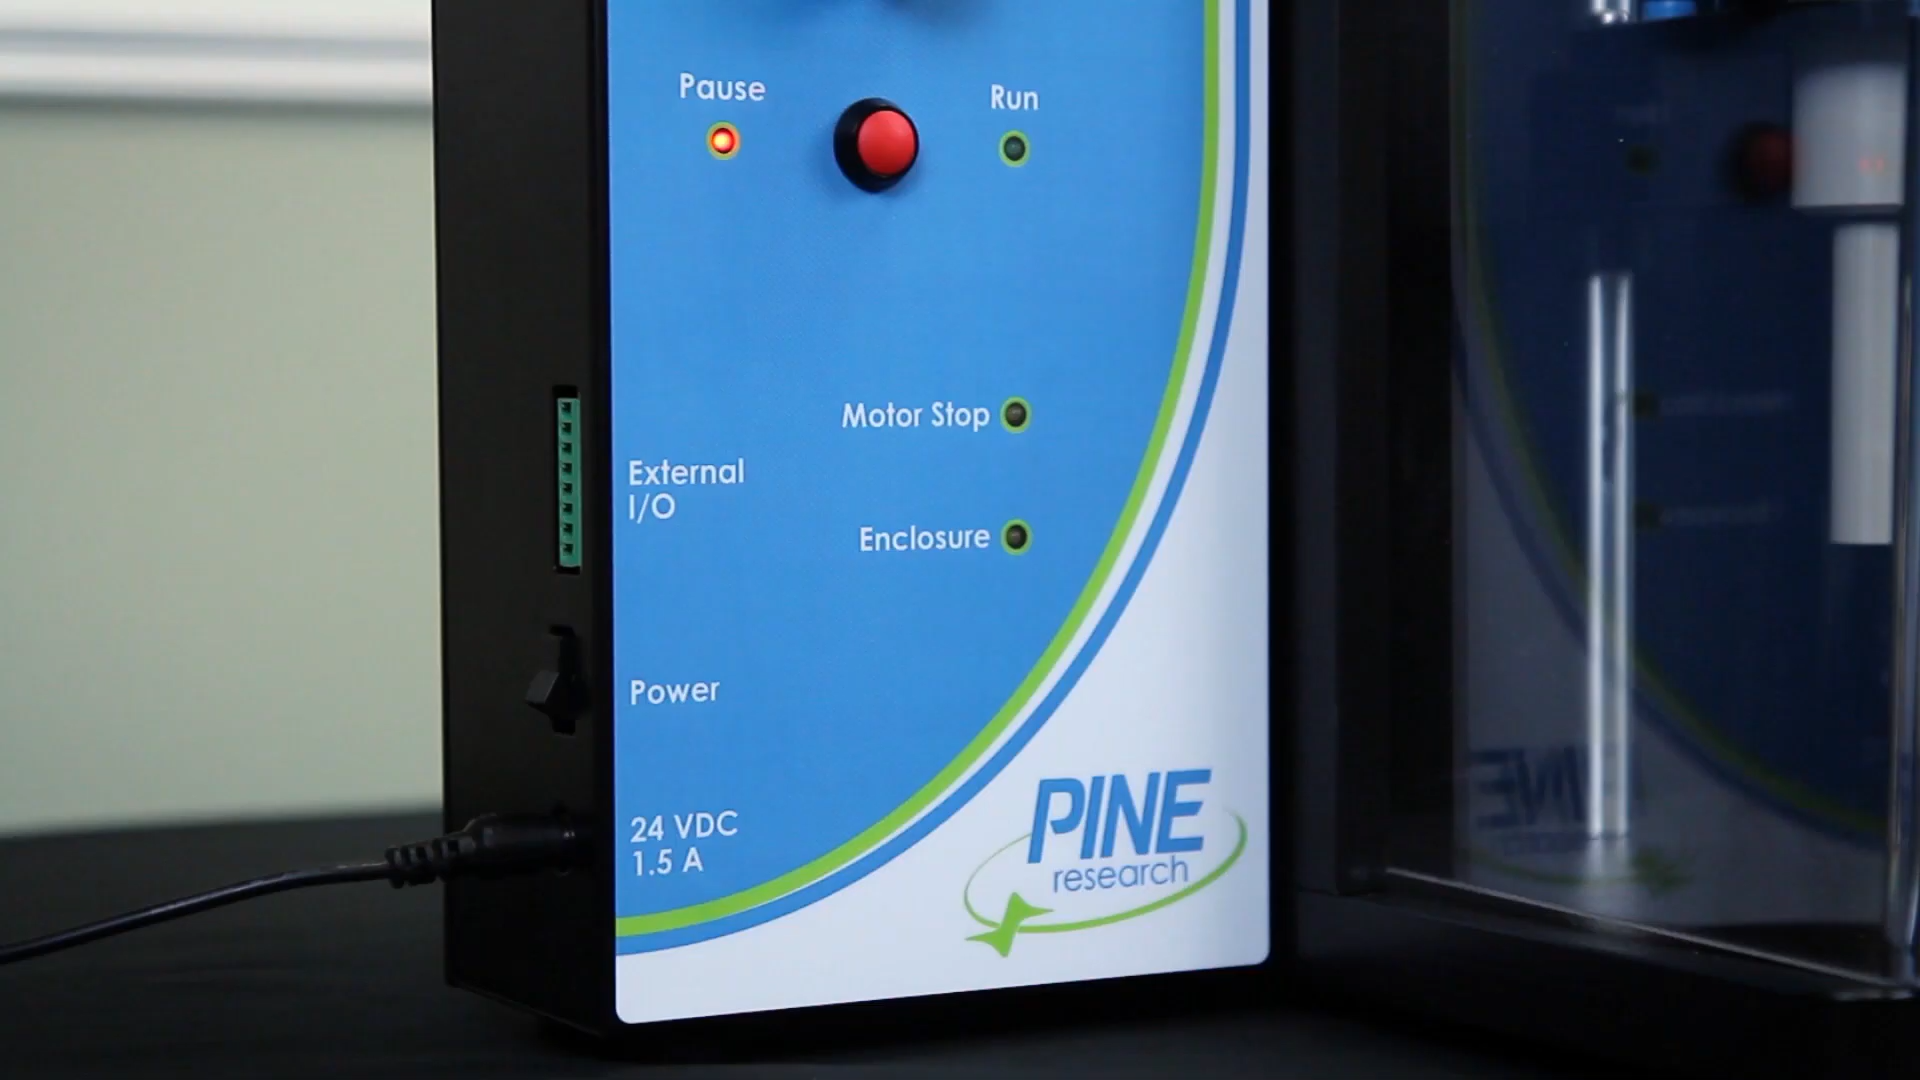 Pause
Run
Motor Stop
External
I/O
Enclosure
Power
24 VDC
1.5 A
PINE
research